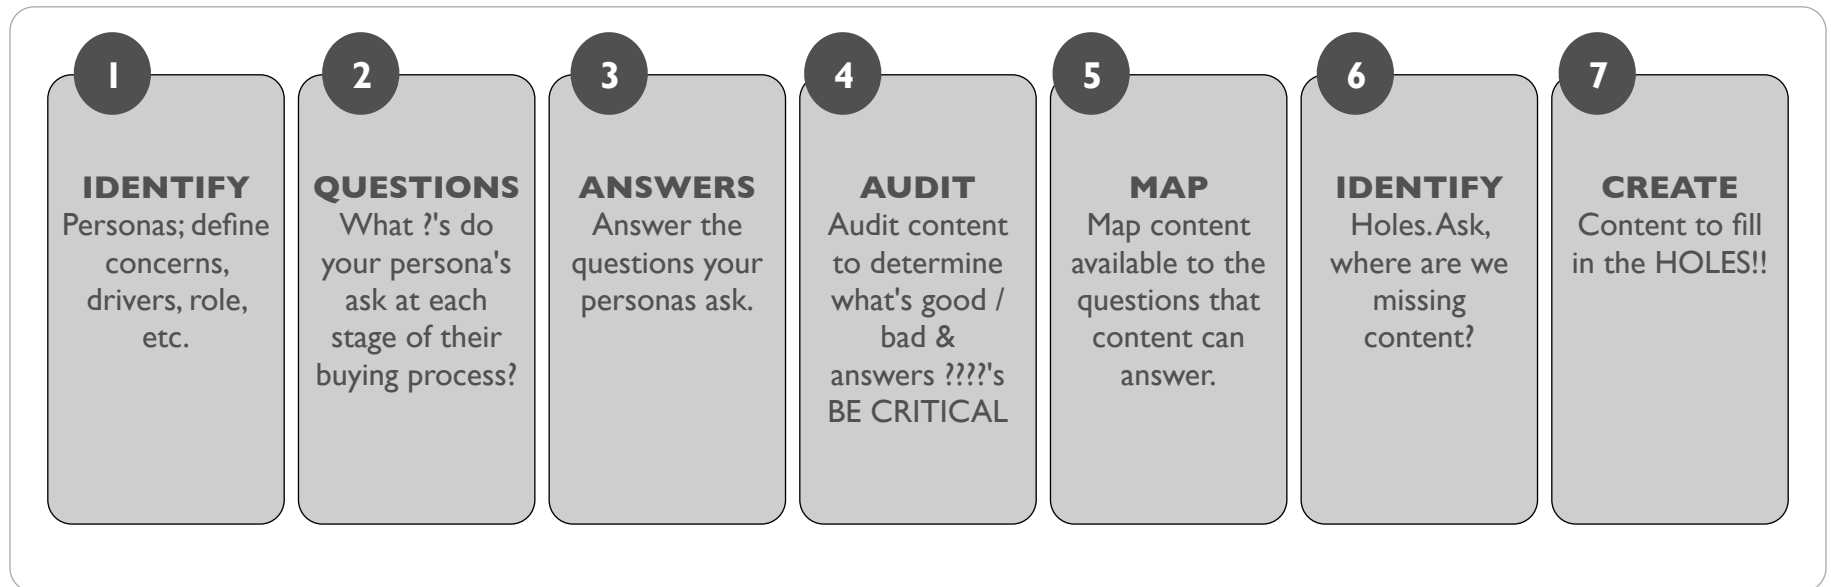 1
IDENTIFY
Personas; define
concerns,
drivers, role,
etc.
2
QUESTIONS
What ?'s do
your persona's
ask at each
stage of their
buying process?
3
ANSWERS
Answer the
questions your
personas ask.
4
AUDIT
Audit content
to determine
what's good /
bad &
answers ????'s
BE CRITICAL
5
MAP
Map content
available to the
questions that
content can
answer.
6
IDENTIFY
Holes. Ask,
where are we
missing
content?
7
CREATE
Content to fill
in the HOLES!!